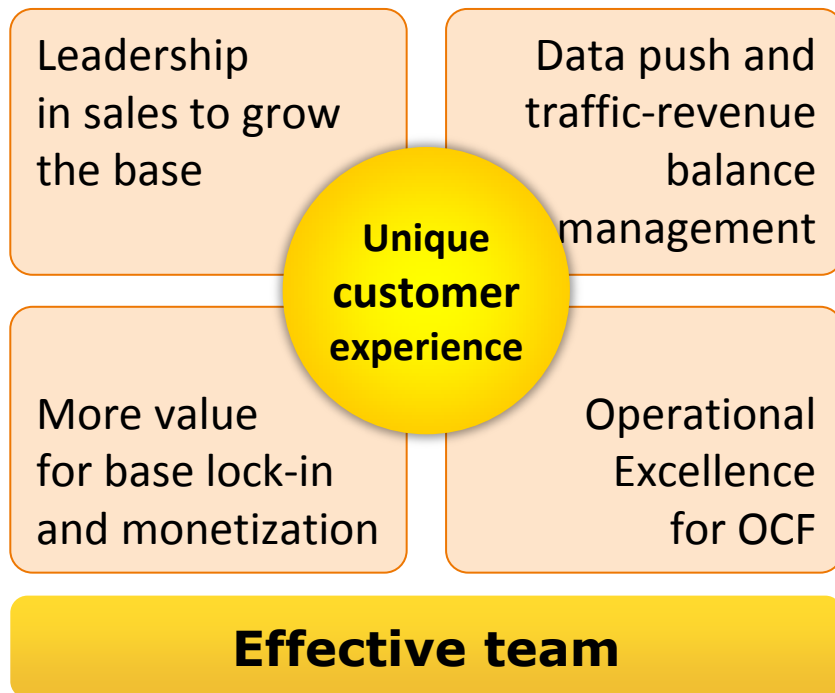 Leadership
in sales to grow
the base
Data push and
traffic-revenue
balance
management
Unique
customer
experience
More value
for base lock-in
and monetization
Operational
Excellence
for OCF
Effective team